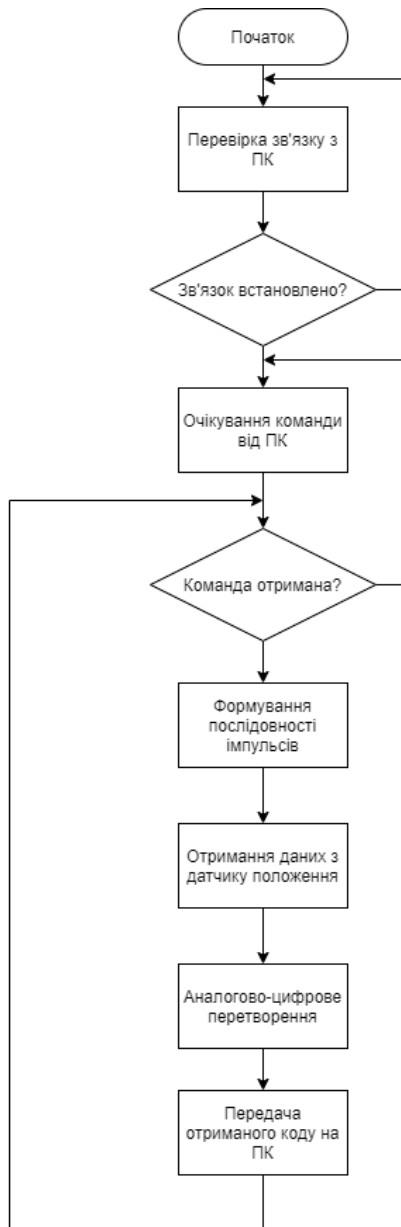 Початок
Перевірка зв'язку з
ПК
Зв'язок встановлено?
Очікування команди
від ПК
Команда отримана?
Формування
послідовності
імпульсів
Отримання даних з
датчику положення
Аналогово-цифрове
перетворення
Передача
отриманого коду на
ПК